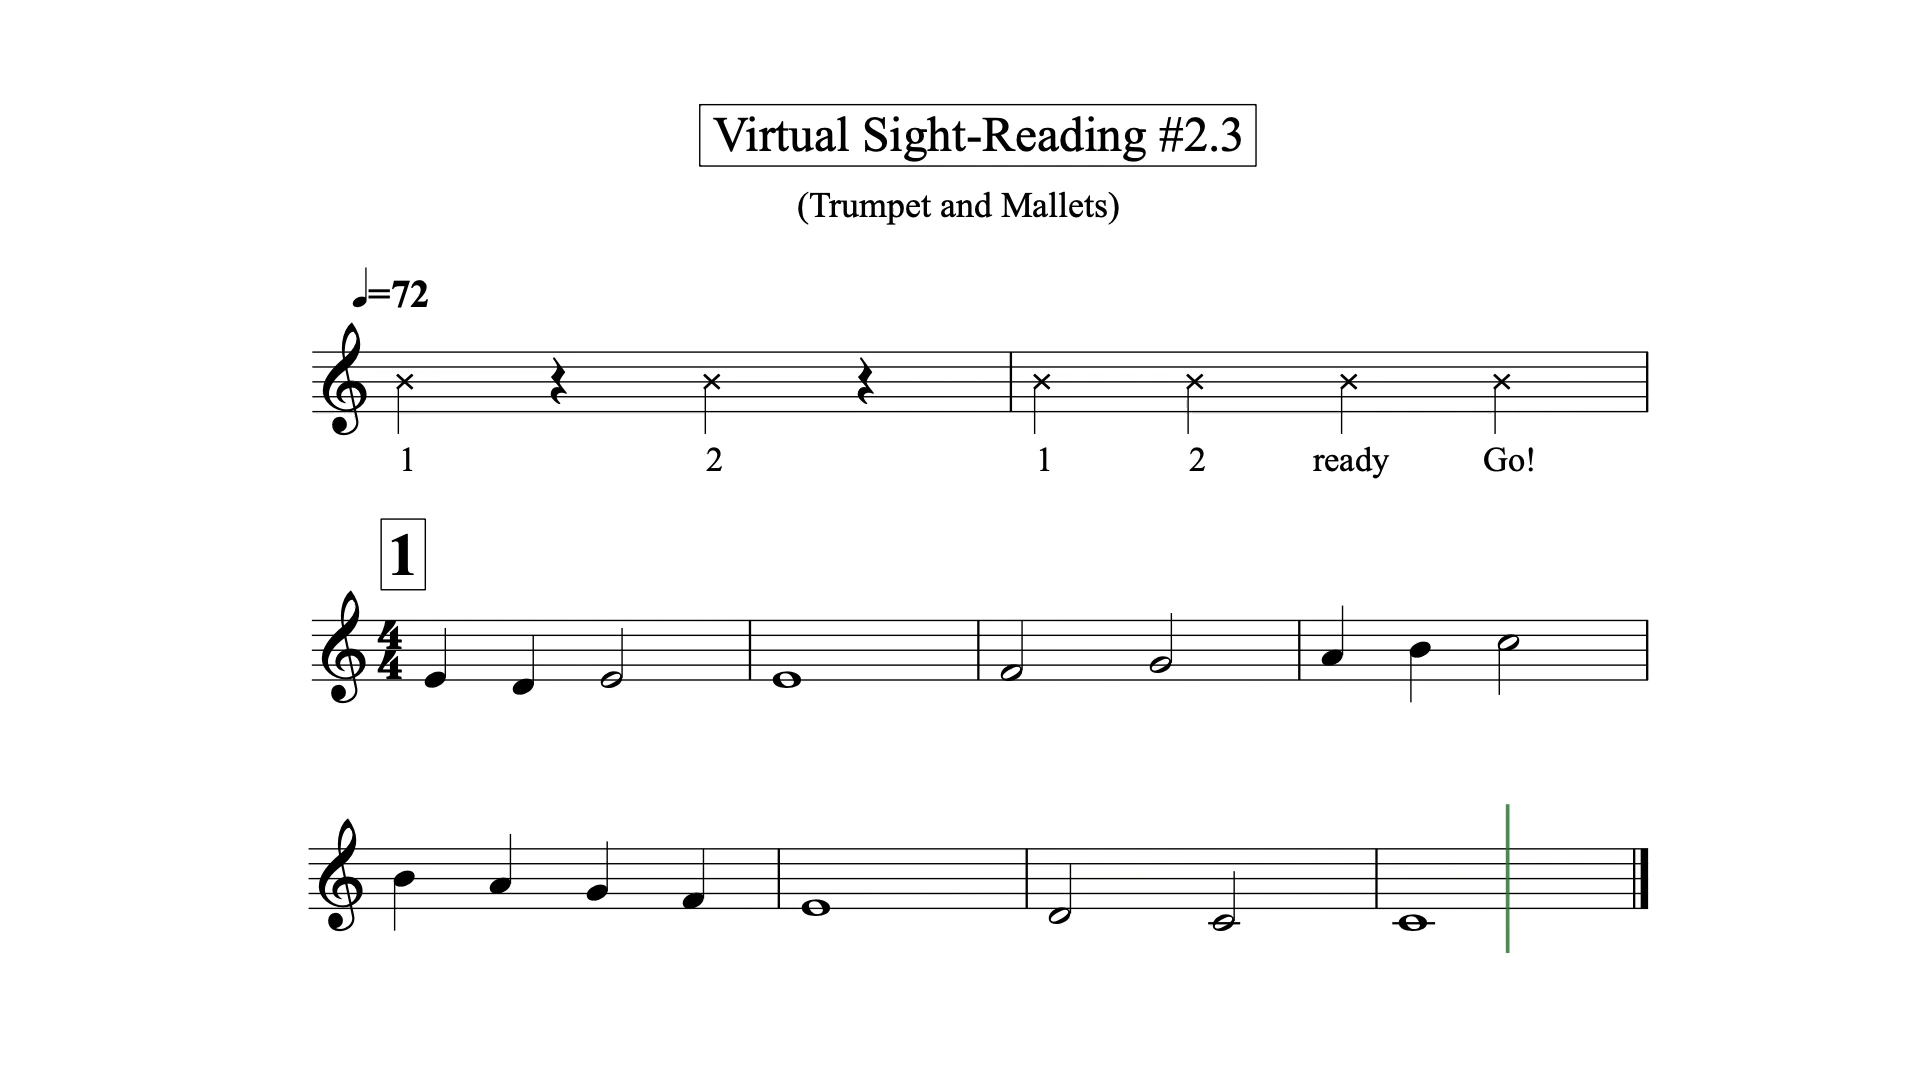 Virtual Sight-Reading #2.3
(Trumpet and Mallets)
♩=72
1 2 1 2 ready Go!
1
4
4